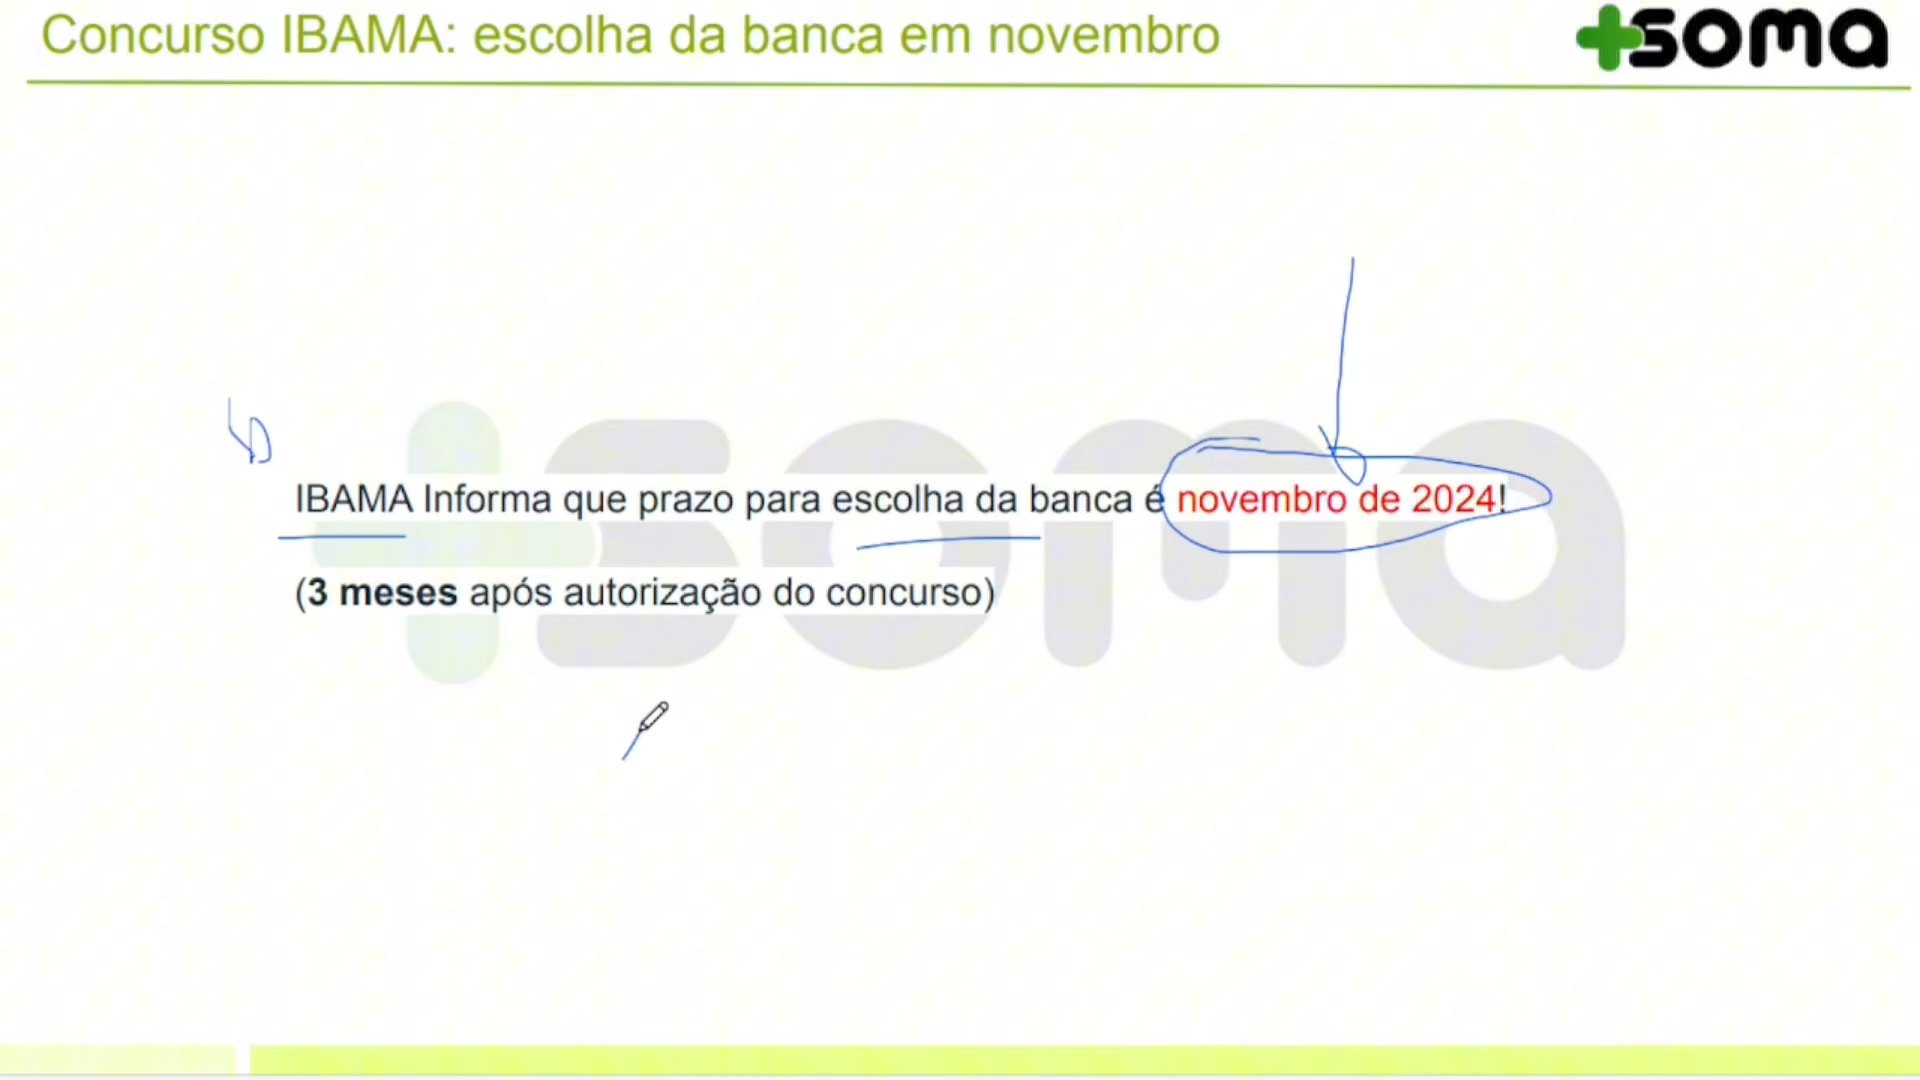 Concurso IBAMA: escolha da banca em novembro
+soma
IBAMA Informa que prazo para escolha da banca é novembro de 2024!
(3 meses após autorização do concurso)
+soma